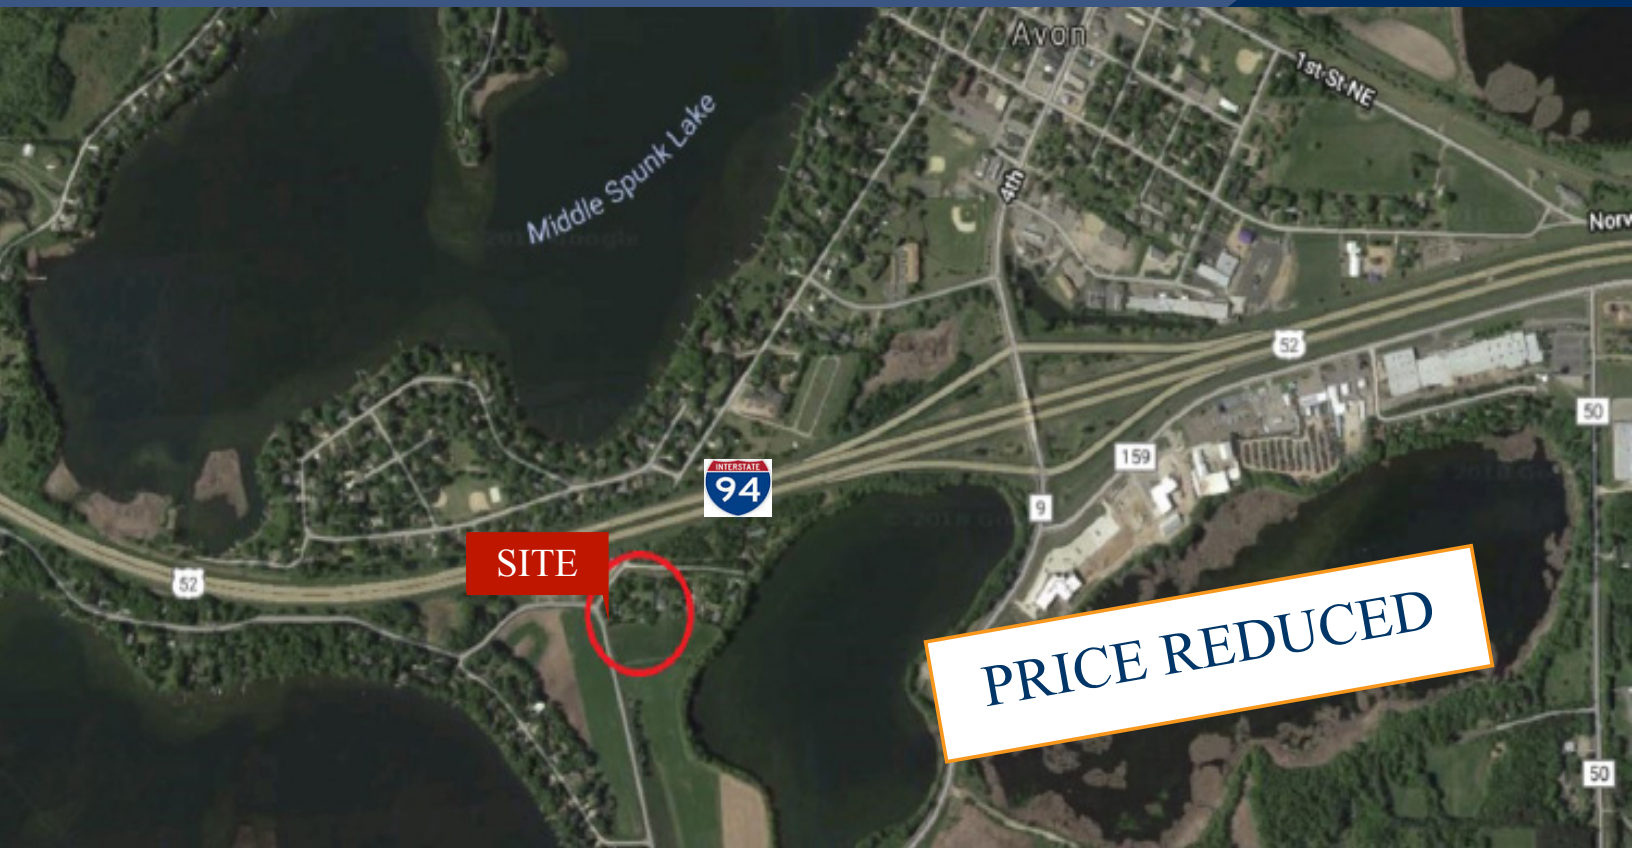 Avon
1st St NE
Middle Spunk Lake
4th
Norw
52
50
159
INTERSTATE
94
9
SITE
52
PRICE REDUCED
50